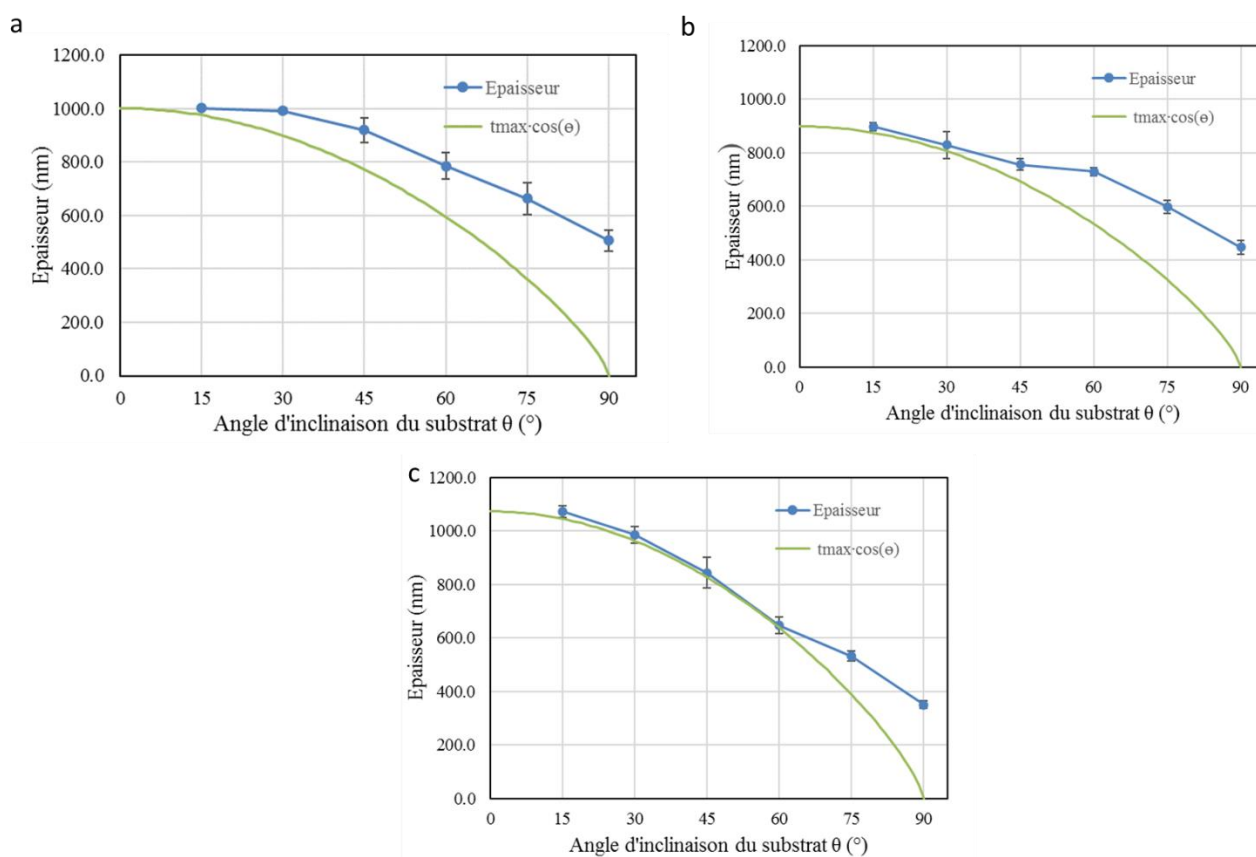 a
1200.0
1000.0
800.0
600.0
400.0
200.0
0.0
Epaisseur (nm)
Epaisseur
tmax·cos(ɵ)
0 15 30 45 60 75 90
Angle d'inclinaison du substrat θ (°)
b
1200.0
1000.0
800.0
600.0
400.0
200.0
0.0
Epaisseur (nm)
Epaisseur
tmax·cos(ɵ)
0 15 30 45 60 75 90
Angle d'inclinaison du substrat θ (°)
c
1200.0
1000.0
800.0
600.0
400.0
200.0
0.0
Epaisseur (nm)
Epaisseur
tmax·cos(ɵ)
0 15 30 45 60 75 90
Angle d'inclinaison du substrat θ (°)